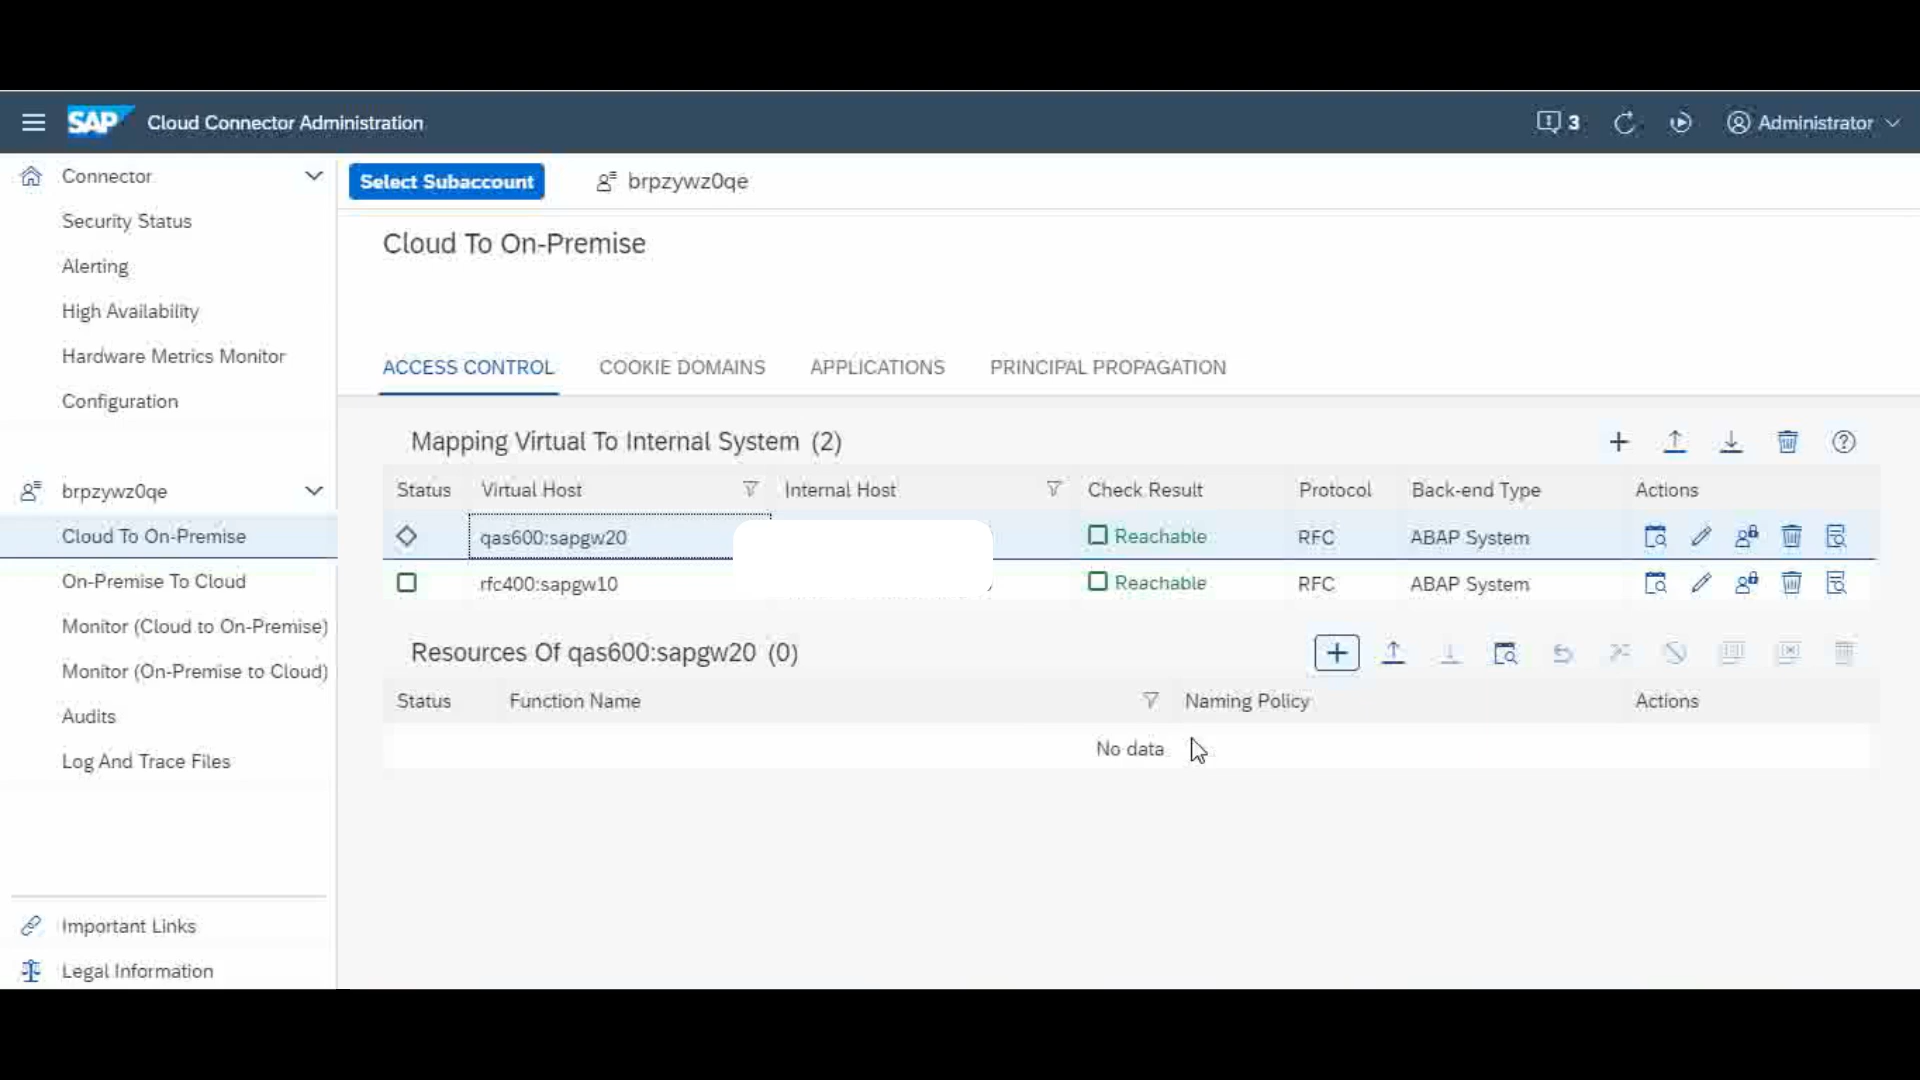 SAP Cloud Connector Administration 3 Administrator
Connector
Security Status
Alerting
High Availability
Hardware Metrics Monitor
Configuration
brpzywz0qe
Cloud To On-Premise
On-Premise To Cloud
Monitor (Cloud to On-Premise)
Monitor (On-Premise to Cloud)
Audits
Log And Trace Files
Important Links
Legal Information
Select Subaccount brpzywz0qe
Cloud To On-Premise
ACCESS CONTROL COOKIE DOMAINS APPLICATIONS PRINCIPAL PROPAGATION
Mapping Virtual To Internal System (2)
Status Virtual Host Internal Host Check Result Protocol Back-end Type Actions
qas600:sapgw20 Reachable RFC ABAP System
rfc400:sapgw10 Reachable RFC ABAP System
Resources Of qas600:sapgw20 (0)
Status Function Name Naming Policy Actions
No data